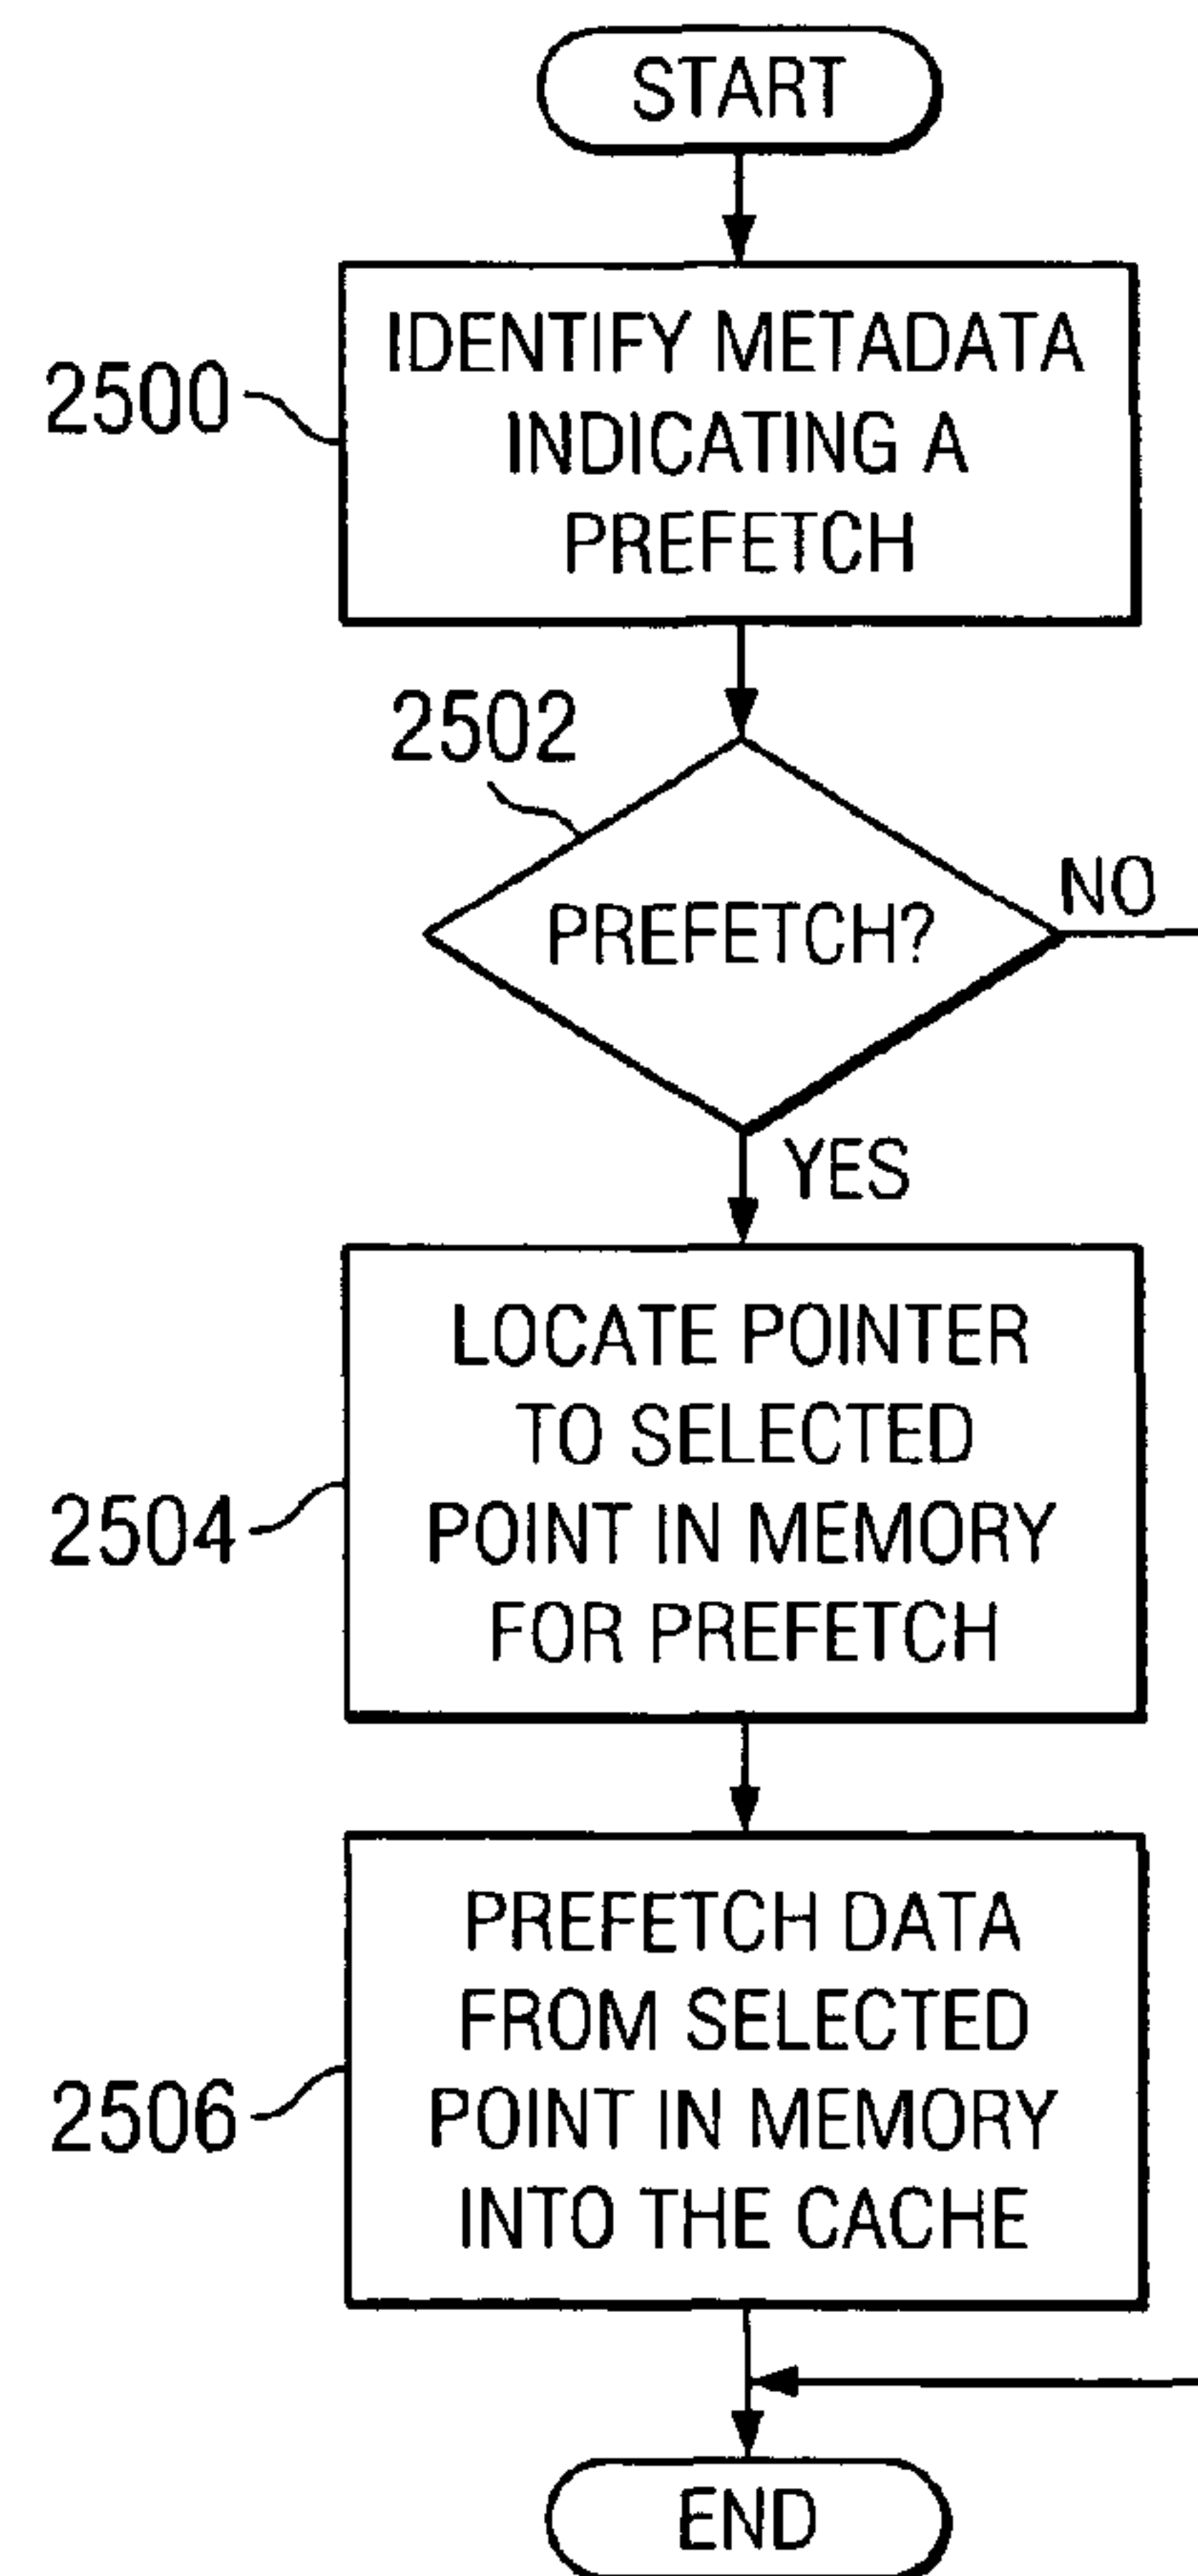 START
2500
IDENTIFY METADATA
INDICATING A
PREFETCH
2502
PREFETCH?
NO
YES
2504
LOCATE POINTER
TO SELECTED
POINT IN MEMORY
FOR PREFETCH
2506
PREFETCH DATA
FROM SELECTED
POINT IN MEMORY
INTO THE CACHE
END